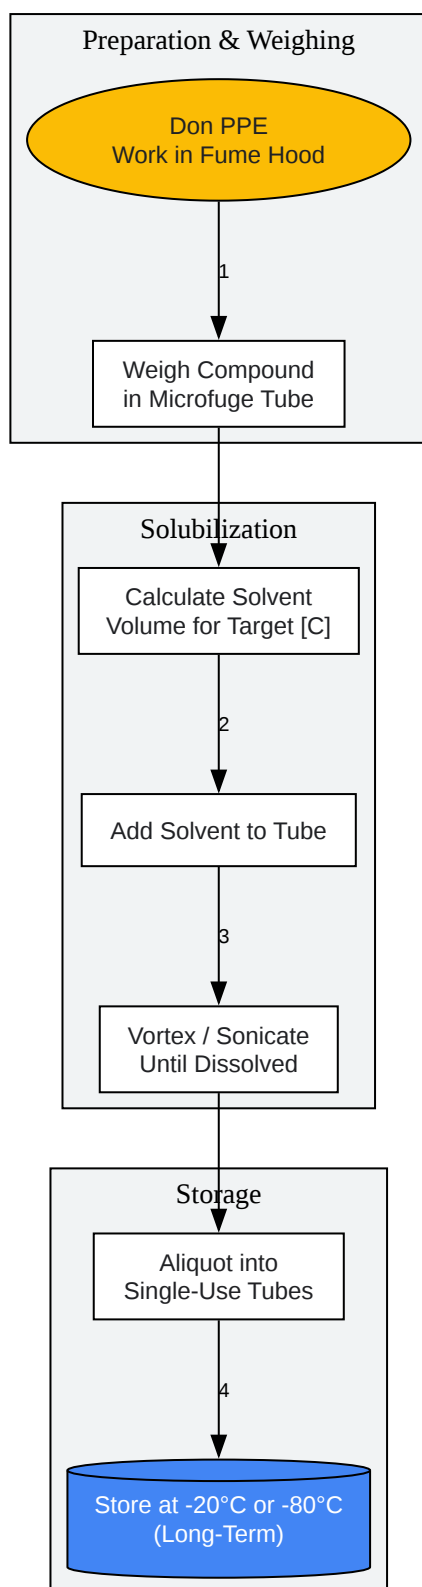 Preparation & Weighing
Don PPE
Work in Fume Hood
1
Weigh Compound
in Microfuge Tube
Solubilization
Calculate Solvent
Volume for Target [C]
2
Add Solvent to Tube
3
Vortex / Sonicate
Until Dissolved
Storage
Aliquot into
Single-Use Tubes
4
Store at -20°C or -80°C
(Long-Term)